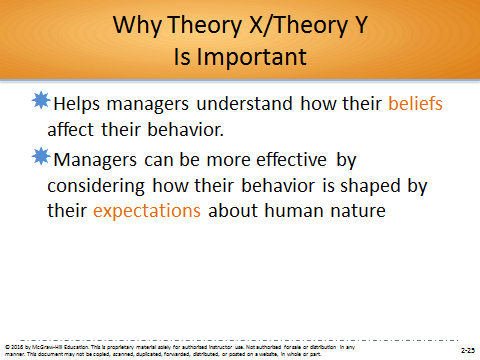 Why Theory X/Theory Y
Is Important
Helps managers understand how their beliefs
affect their behavior.
Managers can be more effective by
considering how their behavior is shaped by
their expectations about human nature
© 2016 by McGraw-Hill Education. This is proprietary material solely for authorized instructor use. Not authorized for sale or distribution in any
manner. This document may not be copied, scanned, duplicated, forwarded, distributed, or posted on a website, in whole or part.
2-25